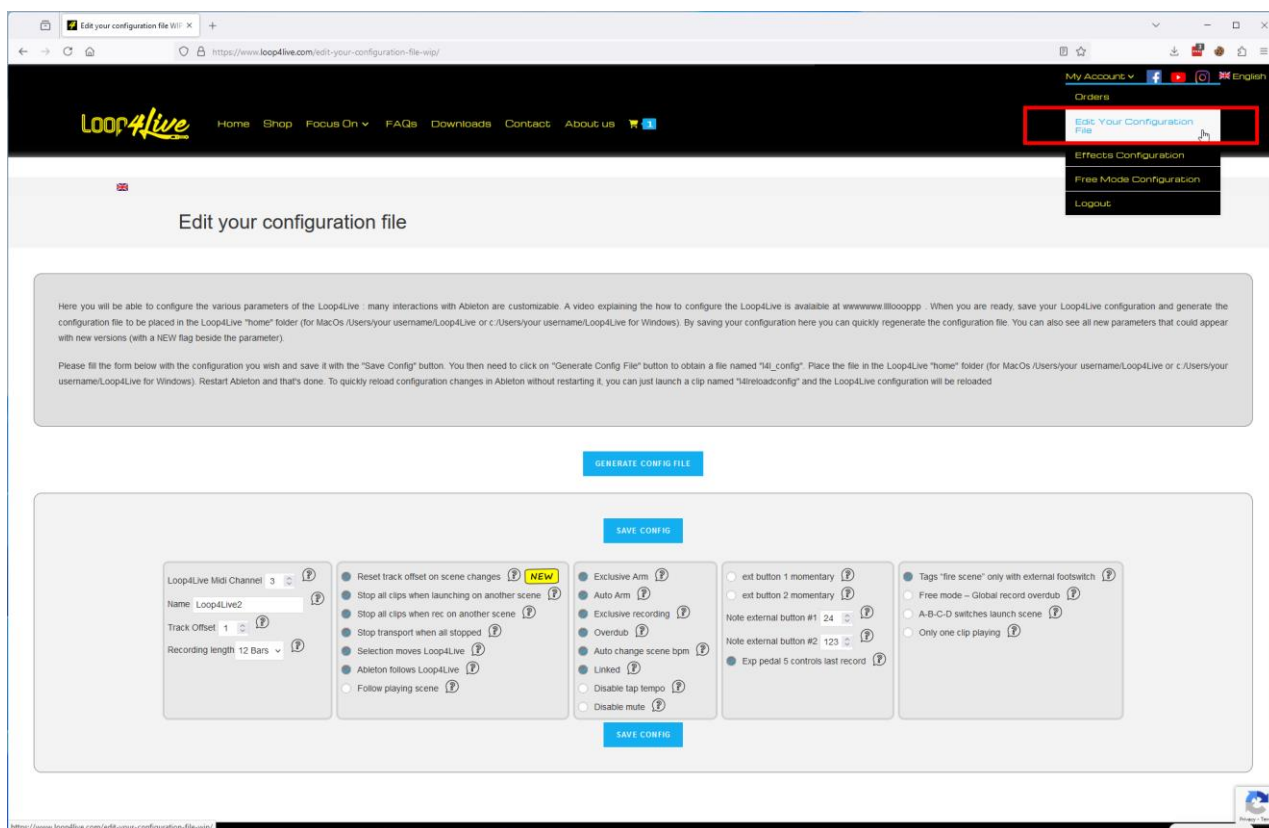 Edit your configuration file WIP
https://www.loop4live.com/edit-your-configuration-file-wip/
My Account
English
Orders
Edit Your Configuration
File
Effects Configuration
Free Mode Configuration
Logout
Loop4Live
Home Shop Focus On FAQs Downloads Contact About us 1
Edit your configuration file
Here you will be able to configure the various parameters of the Loop4Live : many interactions with Ableton are customizable. A video explaining the how to configure the Loop4Live is avalaible at wwwwwww.lllloooppp . When you are ready, save your Loop4Live configuration and generate the
configuration file to be placed in the Loop4Live "home" folder (for MacOs /Users/your username/Loop4Live or c:/Users/your username/Loop4Live for Windows). By saving your configuration here you can quickly regenerate the configuration file. You can also see all new parameters that could appear
with new versions (with a NEW flag beside the parameter).
Please fill the form below with the configuration you wish and save it with the "Save Config" button. You then need to click on "Generate Config File" button to obtain a file named "l4l_config". Place the file in the Loop4Live "home" folder (for MacOs /Users/your username/Loop4Live or c:/Users/your
username/Loop4Live for Windows). Restart Ableton and that's done. To quickly reload configuration changes in Ableton without restarting it, you can just launch a clip named "l4lreloadconfig" and the Loop4Live configuration will be reloaded
GENERATE CONFIG FILE
SAVE CONFIG
Loop4Live Midi Channel 3
Name Loop4Live2
Track Offset 1
Recording length 12 Bars
Reset track offset on scene changes NEW
Stop all clips when launching on another scene
Stop all clips when rec on another scene
Stop transport when all stopped
Selection moves Loop4Live
Ableton follows Loop4Live
Follow playing scene
Exclusive Arm
Auto Arm
Exclusive recording
Overdub
Auto change scene bpm
Linked
Disable tap tempo
Disable mute
ext button 1 momentary
ext button 2 momentary
Note external button #1 24
Note external button #2 123
Exp pedal 5 controls last record
Tags "fire scene" only with external footswitch
Free mode – Global record overdub
A-B-C-D switches launch scene
Only one clip playing
SAVE CONFIG
https://www.loop4live.com/edit-your-configuration-file-wip/